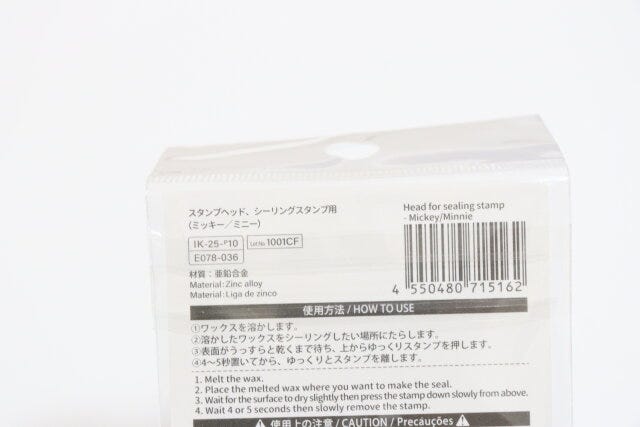 スタンプヘッド、シーリングスタンプ用
(ミッキー／ミニー)
Head for sealing stamp
- Mickey/Minnie
IK-25-P10
Lot No 1001CF
E078-036
材質：亜鉛合金
Material:Zinc alloy
Material:Liga de zinco
4 550480 715162
使用方法 / HOW TO USE
①ワックスを溶かします。
②溶かしたワックスをシーリングしたい場所にたらします。
③表面がうっすらと乾くまで待ち、上からゆっくりスタンプを押します。
④4～5秒置いてから、ゆっくりとスタンプを離します。
1. Melt the wax.
2. Place the melted wax where you want to make the seal.
3. Wait for the surface to dry slightly then press the stamp down slowly from above.
4. Wait 4 or 5 seconds then slowly remove the stamp.
使用上の注意 / CAUTION / Precauções